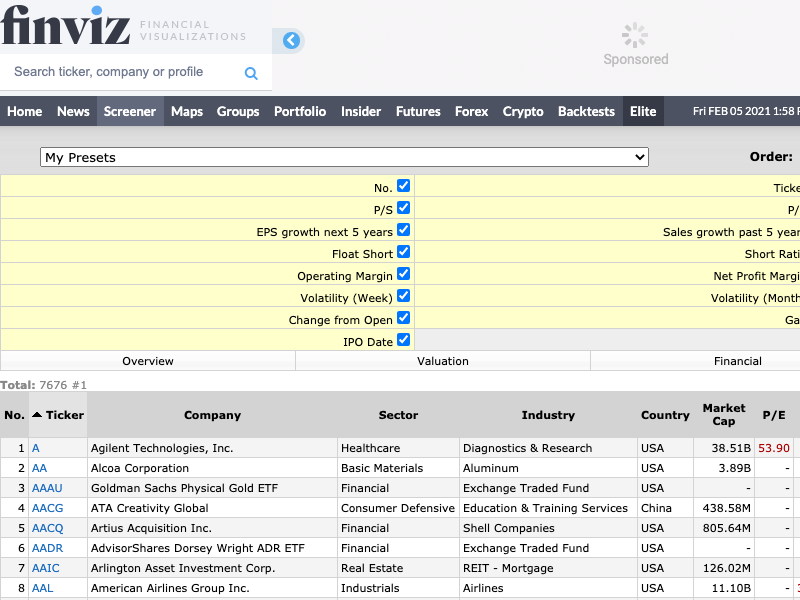 finviz FINANCIAL
VISUALIZATIONS
Sponsored
Search ticker, company or profile
Home News Screener Maps Groups Portfolio Insider Futures Forex Crypto Backtests Elite Fri FEB 05 2021 1:58
My Presets Order:
No. Ticke
P/S P/
EPS growth next 5 years Sales growth past 5 year
Float Short Short Rati
Operating Margin Net Profit Margi
Volatility (Week) Volatility (Month
Change from Open Ga
IPO Date
Overview Valuation Financial
Total: 7676 #1
No. Ticker Company Sector Industry Country Market Cap P/E
1 A Agilent Technologies, Inc. Healthcare Diagnostics & Research USA 38.51B 53.90
2 AA Alcoa Corporation Basic Materials Aluminum USA 3.89B -
3 AAAU Goldman Sachs Physical Gold ETF Financial Exchange Traded Fund USA - -
4 AACG ATA Creativity Global Consumer Defensive Education & Training Services China 438.58M -
5 AACQ Artius Acquisition Inc. Financial Shell Companies USA 805.64M -
6 AADR AdvisorShares Dorsey Wright ADR ETF Financial Exchange Traded Fund USA - -
7 AAIC Arlington Asset Investment Corp. Real Estate REIT - Mortgage USA 126.02M -
8 AAL American Airlines Group Inc. Industrials Airlines USA 11.10B -